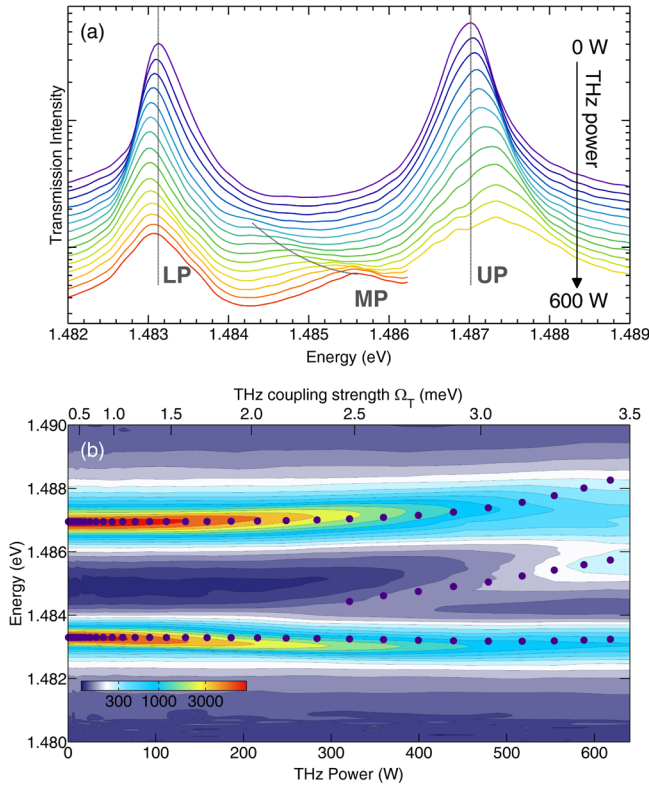 (a)
0 W
THz power
600 W
LP
MP
UP
Transmission Intensity
1.482 1.483 1.484 1.485 1.486 1.487 1.488 1.489
Energy (eV)
THz coupling strength Ω_T (meV)
0.5 1.0 1.5 2.0 2.5 3.0 3.5
(b)
1.490
1.488
1.486
1.484
1.482
1.480
Energy (eV)
300 1000 3000
0 100 200 300 400 500 600
THz Power (W)